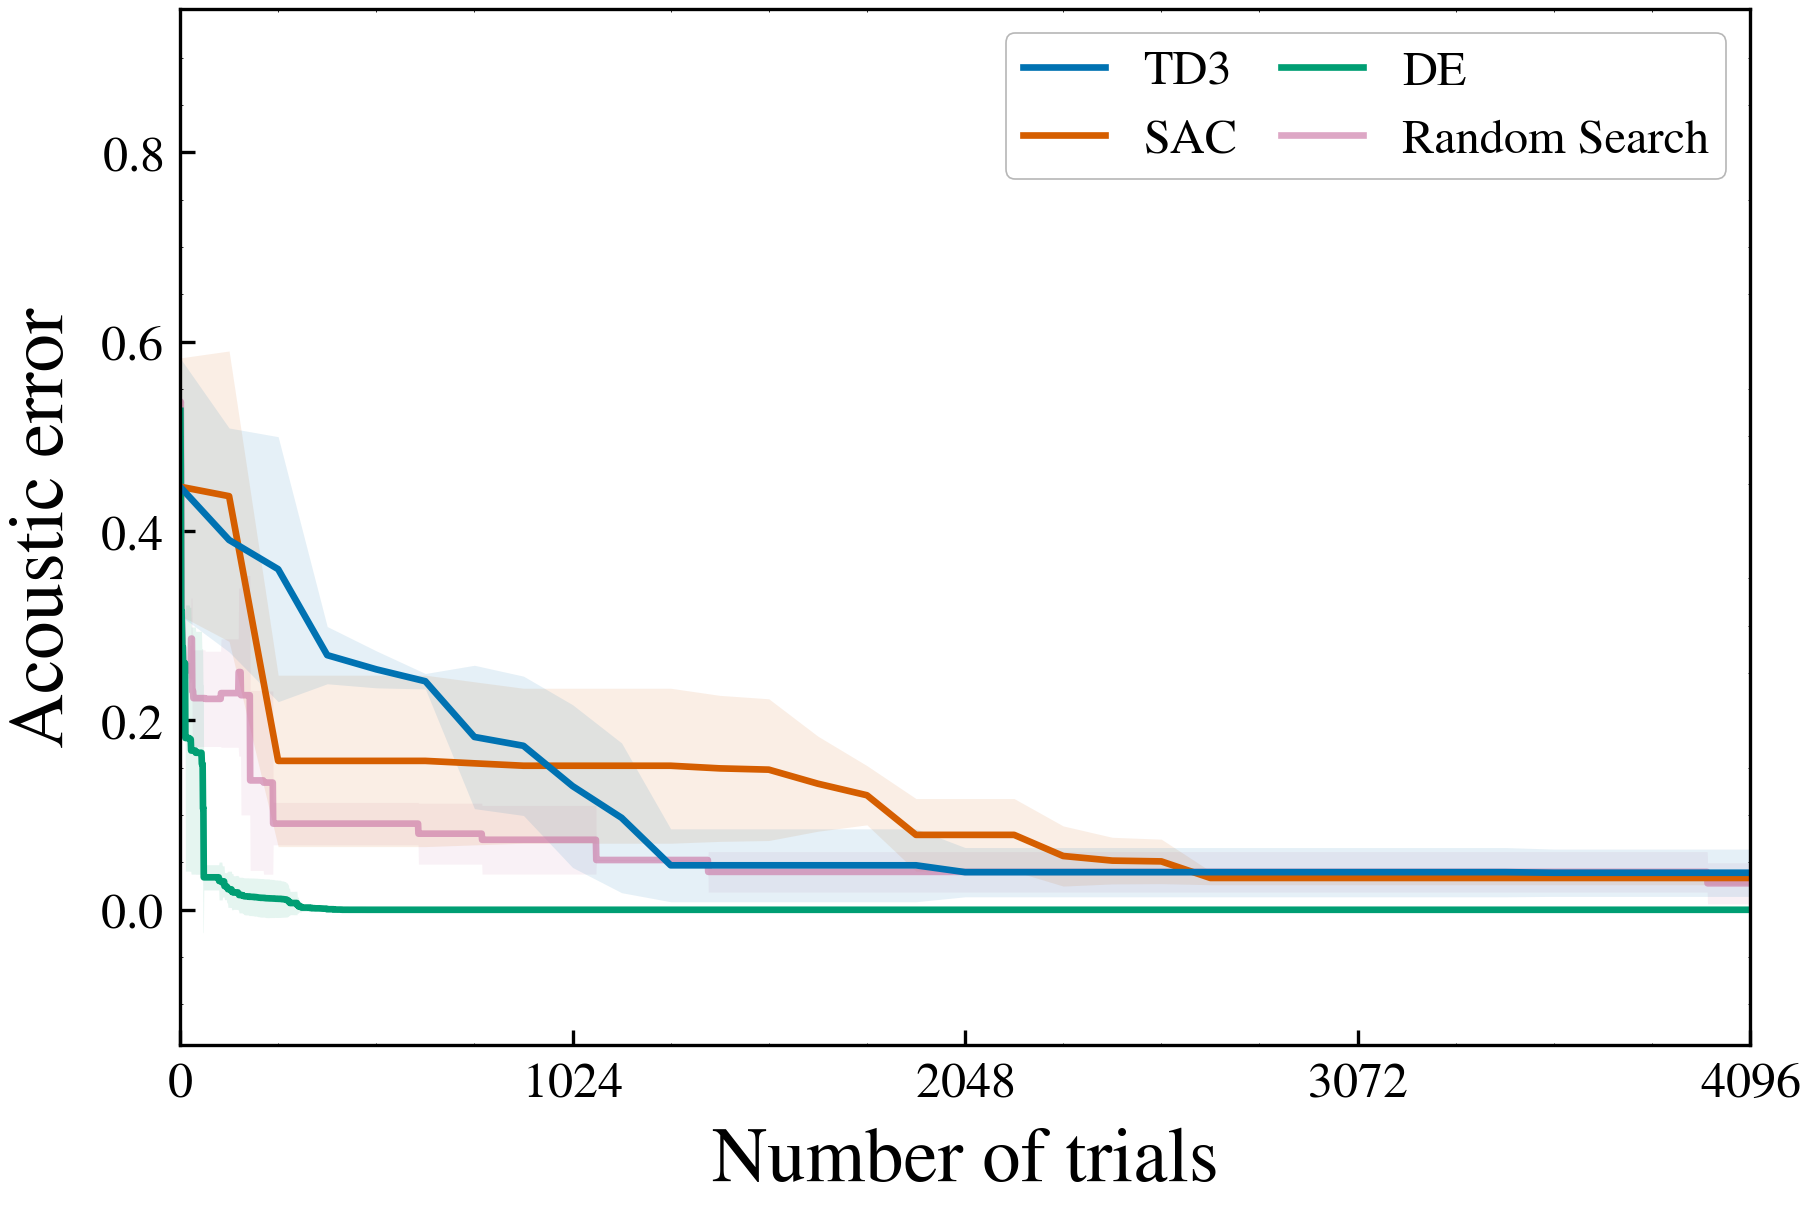 TD3
SAC
DE
Random Search
Acoustic error
0.8
0.6
0.4
0.2
0.0
0
1024
2048
3072
4096
Number of trials